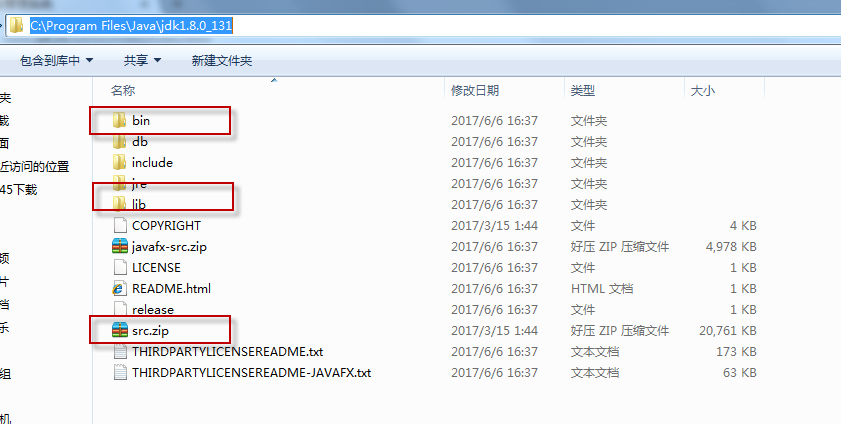 C:\Program Files\Java\jdk1.8.0_131
包含到库中 共享 新建文件夹
名称 修改日期 类型 大小
夹 bin 2017/6/6 16:37 文件夹
载 db 2017/6/6 16:37 文件夹
面 include 2017/6/6 16:37 文件夹
近访问的位置 jre 2017/6/6 16:37 文件夹
45下载 lib 2017/6/6 16:37 文件夹
COPYRIGHT 2017/3/15 1:44 文件 4 KB
javafx-src.zip 2017/6/6 16:37 好压 ZIP 压缩文件 4,978 KB
频 LICENSE 2017/6/6 16:37 文件 1 KB
片 README.html 2017/6/6 16:37 HTML 文档 1 KB
档 release 2017/6/6 16:37 文件 1 KB
乐 src.zip 2017/3/15 1:44 好压 ZIP 压缩文件 20,761 KB
THIRDPARTYLICENSEREADME.txt 2017/6/6 16:37 文本文档 173 KB
组 THIRDPARTYLICENSEREADME-JAVAFX.txt 2017/6/6 16:37 文本文档 63 KB
机